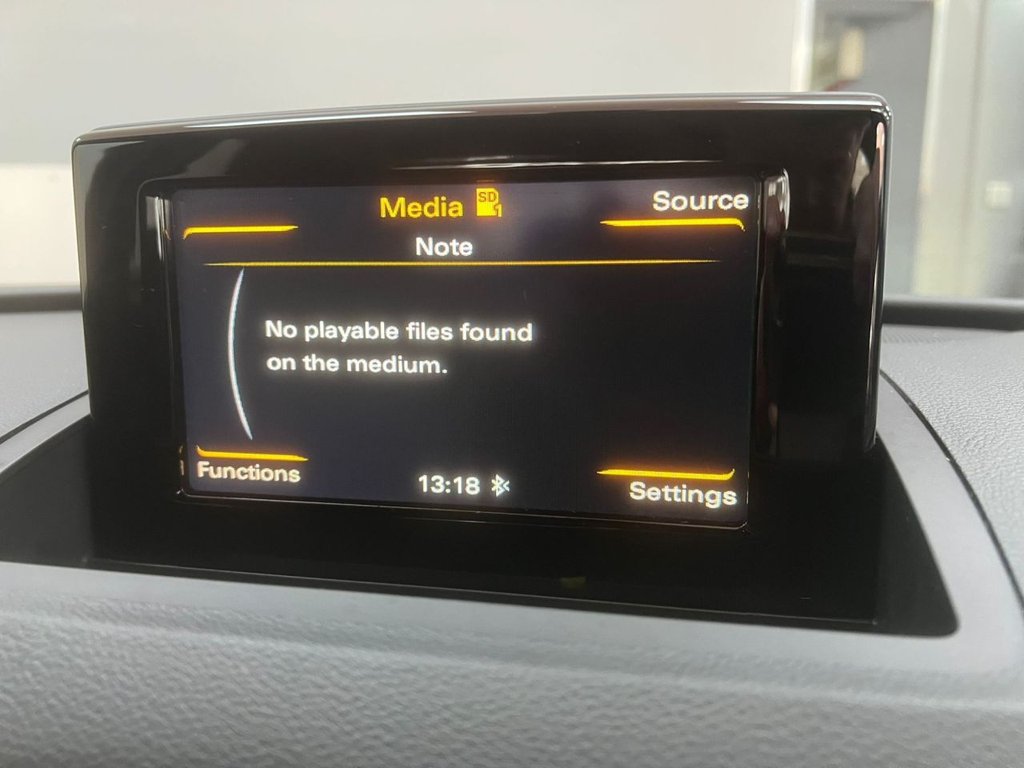 Media SD 1
Source
Note
No playable files found
on the medium.
Functions
13:18
Settings